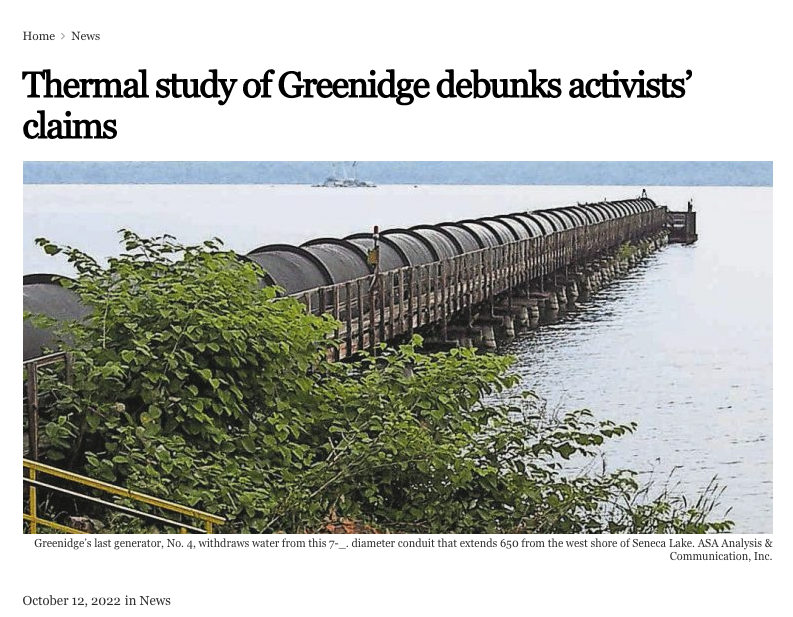 Home > News
Thermal study of Greenidge debunks activists’
claims
Greenidge’s last generator, No. 4, withdraws water from this 7-_. diameter conduit that extends 650 from the west shore of Seneca Lake. ASA Analysis &
Communication, Inc.
October 12, 2022 in News